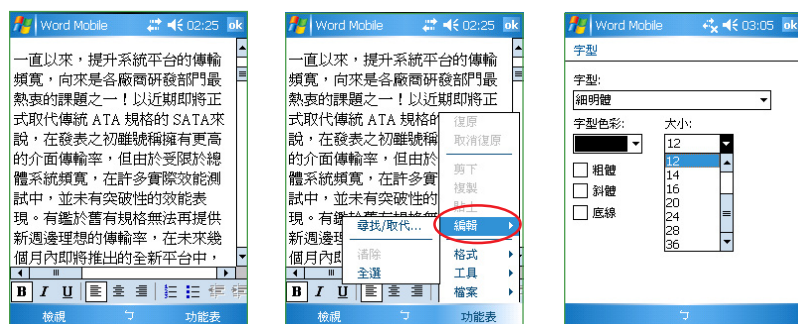 Word Mobile 02:25 ok
一直以來，提升系統平台的傳輸
頻寬，向來是各廠商研發部門最
熱衷的課題之一！以近期即將正
式取代傳統 ATA 規格的 SATA來
說，在發表之初雖號稱擁有更高
的介面傳輸率，但由於受限於總
體系統頻寬，在許多實際效能測
試中，並未有突破性的效能表
現。有鑑於舊有規格無法再提供
新週邊理想的傳輸率，在未來幾
個月內即將推出的全新平台中，
B I U
檢視 功能表
Word Mobile 02:25 ok
一直以來，提升系統平台的傳輸
頻寬，向來是各廠商研發部門最
熱衷的課題之一！以近期即將正
式取代傳統 ATA 規格的
說，在發表之初雖號稱
的介面傳輸率，但由於
體系統頻寬，在許多實
試中，並未有突破性的
現。有鑑於舊有規格無
新週邊理
個月內即
復原
取消復原
剪下
複製
貼上
編輯
格式
工具
檔案
尋找/取代...
清除
全選
B I U
檢視 功能表
Word Mobile 03:05 ok
字型
字型:
細明體
字型色彩: 大小:
12
12
14
16
20
24
28
36
粗體
斜體
底線